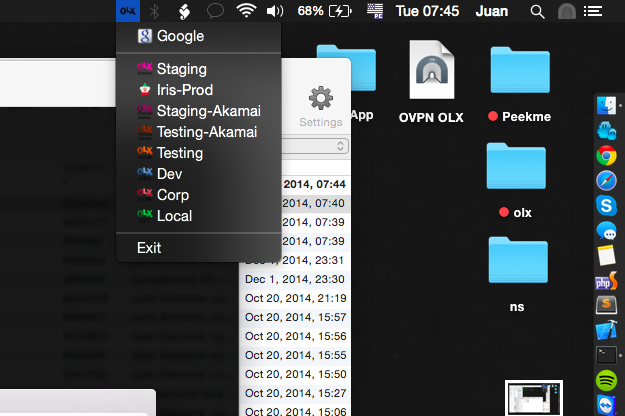 OLX
68%
Tue 07:45
Juan
Google
Staging
Iris-Prod
Staging-Akamai
Testing-Akamai
Testing
Dev
Corp
Local
Exit
Settings
2014, 07:44
2014, 07:40
2014, 07:39
2014, 07:39
Dec 1, 2014, 23:31
Dec 1, 2014, 23:30
Oct 20, 2014, 21:19
Oct 20, 2014, 15:57
Oct 20, 2014, 15:56
Oct 20, 2014, 15:55
Oct 20, 2014, 15:50
Oct 20, 2014, 15:27
Oct 20, 2014, 15:06
App
OVPN OLX
Peekme
olx
ns
php